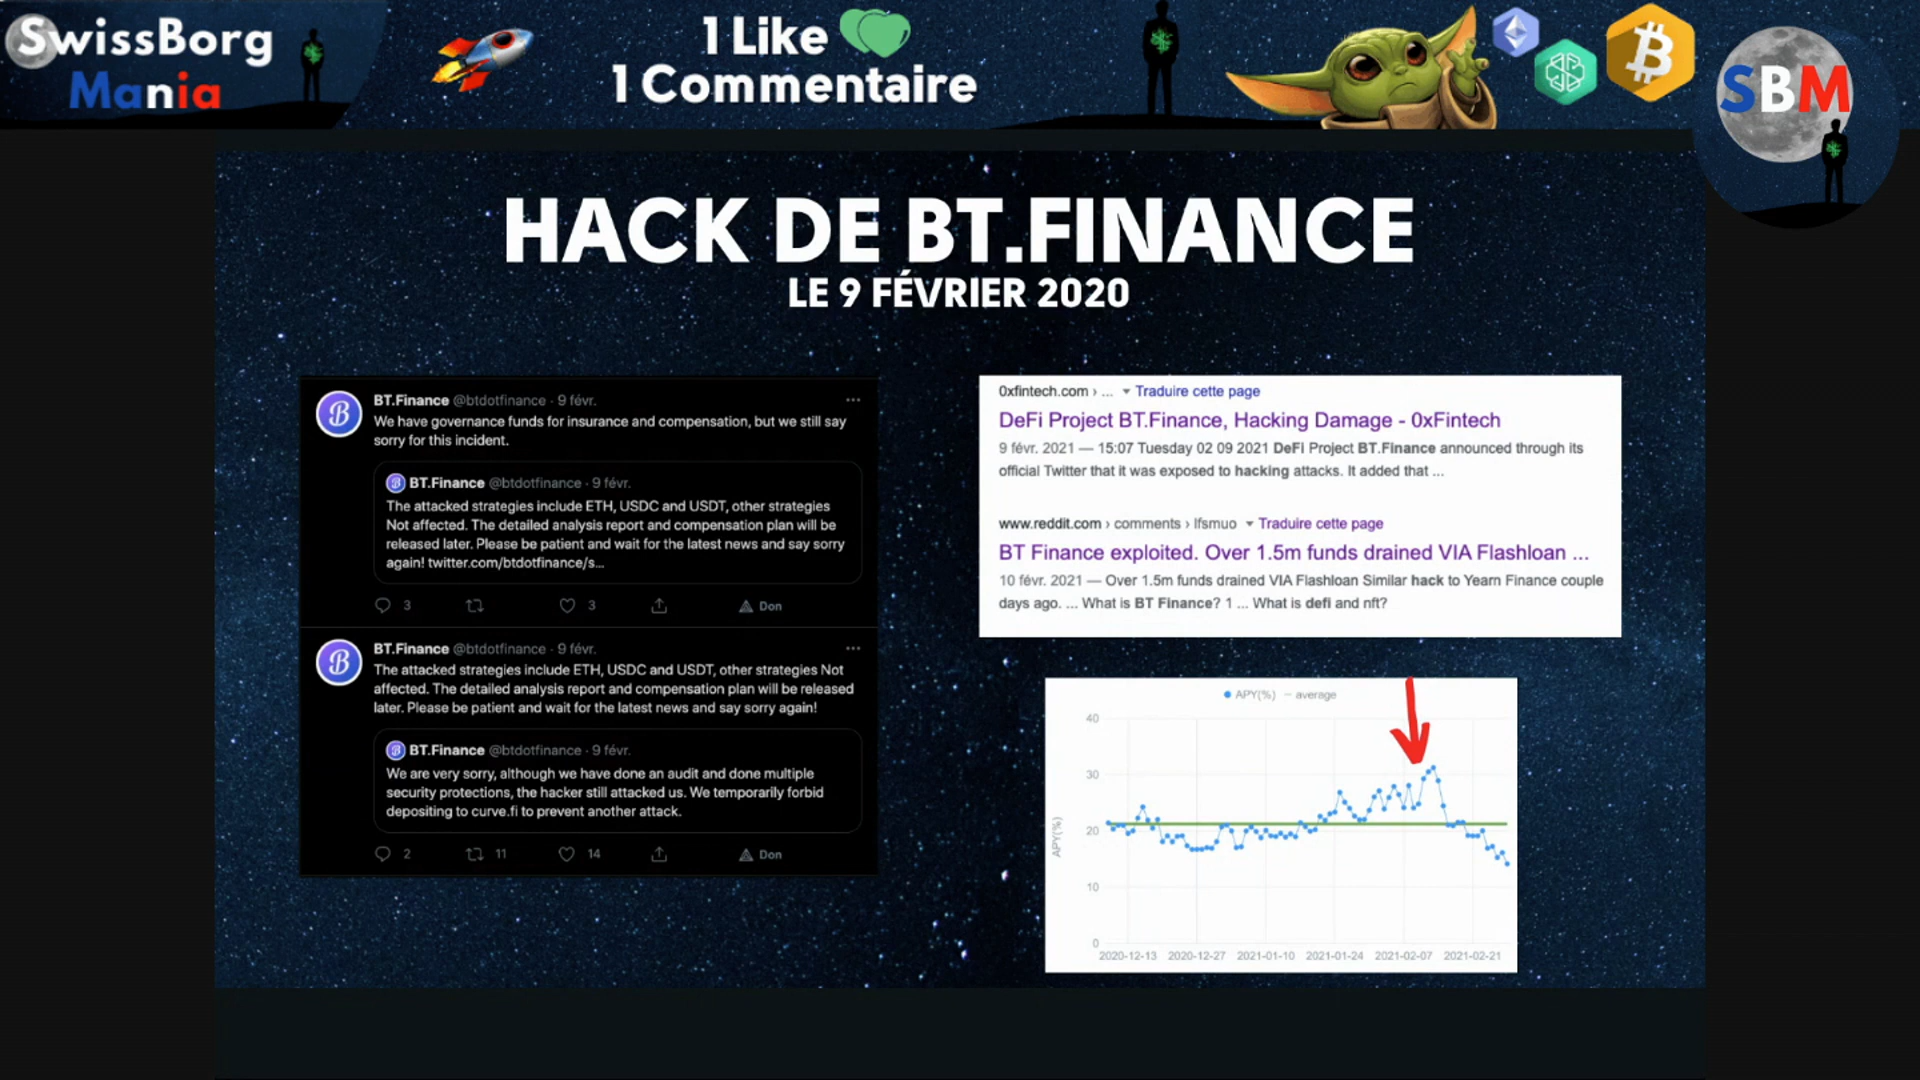 SwissBorg
Mania
1 Like
1 Commentaire
SBM
HACK DE BT.FINANCE
LE 9 FÉVRIER 2020
BT.Finance @btdotfinance · 9 févr.
We have governance funds for insurance and compensation, but we still say
sorry for this incident.
BT.Finance @btdotfinance · 9 févr.
The attacked strategies include ETH, USDC and USDT, other strategies
Not affected. The detailed analysis report and compensation plan will be
released later. Please be patient and wait for the latest news and say sorry
again! twitter.com/btdotfinance/s...
3 3 Don
BT.Finance @btdotfinance · 9 févr.
The attacked strategies include ETH, USDC and USDT, other strategies Not
affected. The detailed analysis report and compensation plan will be released
later. Please be patient and wait for the latest news and say sorry again!
BT.Finance @btdotfinance · 9 févr.
We are very sorry, although we have done an audit and done multiple
security protections, the hacker still attacked us. We temporarily forbid
depositing to curve.fi to prevent another attack.
2 11 14 Don
0xfintech.com › ... Traduire cette page
DeFi Project BT.Finance, Hacking Damage - 0xFintech
9 févr. 2021 — 15:07 Tuesday 02 09 2021 DeFi Project BT.Finance announced through its
official Twitter that it was exposed to hacking attacks. It added that ...
www.reddit.com › comments › lfsmuo Traduire cette page
BT Finance exploited. Over 1.5m funds drained VIA Flashloan ...
10 févr. 2021 — Over 1.5m funds drained VIA Flashloan Similar hack to Yearn Finance couple
days ago. ... What is BT Finance? 1 ... What is defi and nft?
APY(%) average
40
30
20
10
0
APY(%)
2020-12-13 2020-12-27 2021-01-10 2021-01-24 2021-02-07 2021-02-21